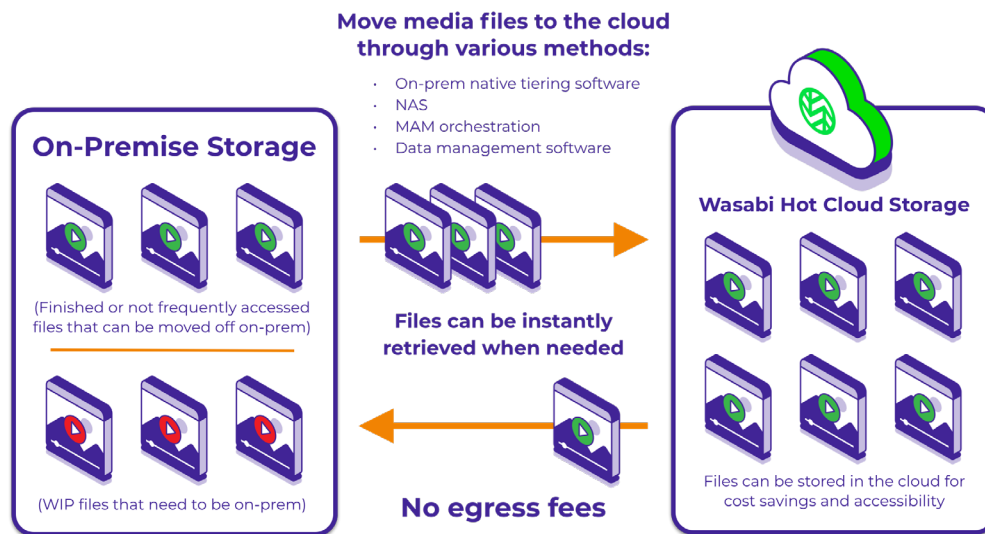 Move media files to the cloud
through various methods:
· On-prem native tiering software
· NAS
· MAM orchestration
· Data management software
On-Premise Storage
(Finished or not frequently accessed
files that can be moved off on-prem)
(WIP files that need to be on-prem)
Files can be instantly
retrieved when needed
No egress fees
Wasabi Hot Cloud Storage
Files can be stored in the cloud for
cost savings and accessibility